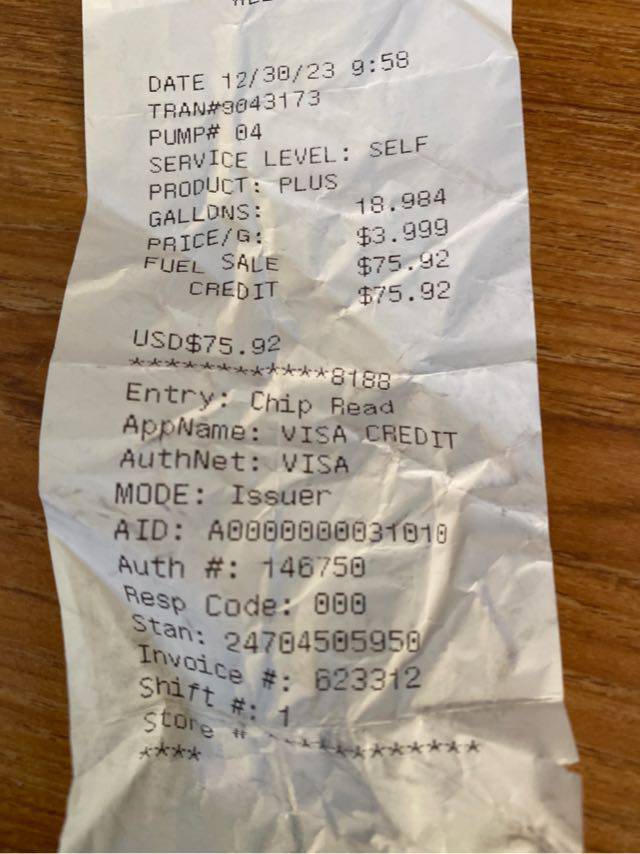 DATE 12/30/23 9:58
TRAN#9043173
PUMP# 04
SERVICE LEVEL: SELF
PRODUCT: PLUS
GALLONS: 18.984
PRICE/G: $3.999
FUEL SALE $75.92
CREDIT $75.92
USD$75.92
************8188
Entry: Chip Read
AppName: VISA CREDIT
AuthNet: VISA
MODE: Issuer
AID: A0000000031010
Auth #: 146750
Resp Code: 000
Stan: 24704505950
Invoice #: 623312
Shift #: 1
Store # ************
****